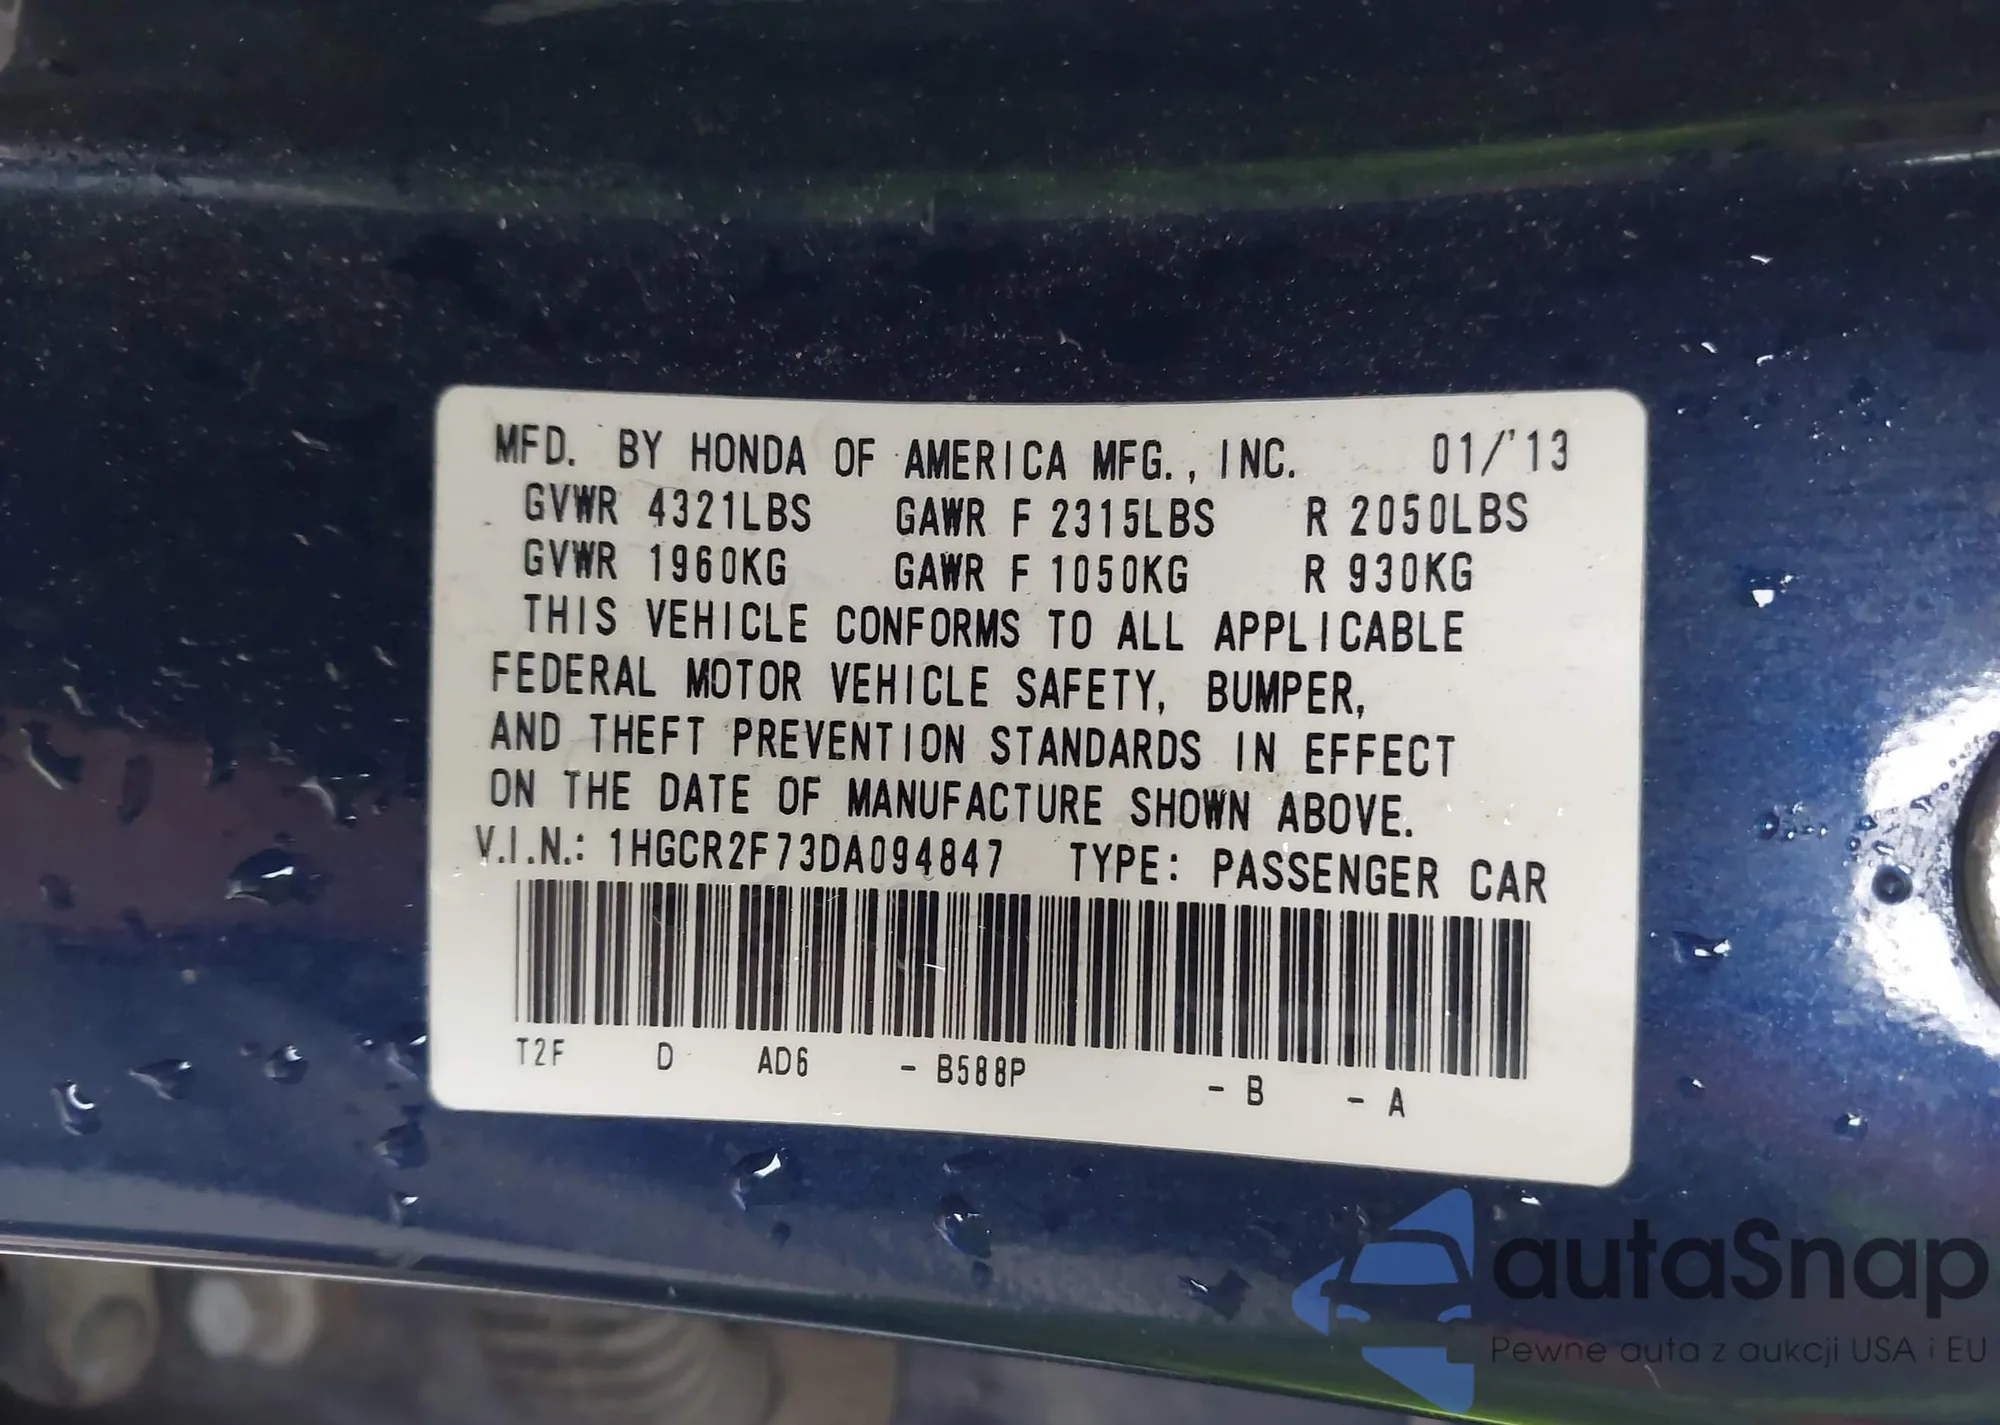 MFD. BY HONDA OF AMERICA MFG., INC. 01/'13
GVWR 4321LBS GAWR F 2315LBS R 2050LBS
GVWR 1960KG GAWR F 1050KG R 930KG
THIS VEHICLE CONFORMS TO ALL APPLICABLE
FEDERAL MOTOR VEHICLE SAFETY, BUMPER,
AND THEFT PREVENTION STANDARDS IN EFFECT
ON THE DATE OF MANUFACTURE SHOWN ABOVE.
V.I.N.: 1HGCR2F73DA094847 TYPE: PASSENGER CAR
T2F D AD6 - B588P - B - A
autaSnap
Pewne auta z aukcji USA i EU